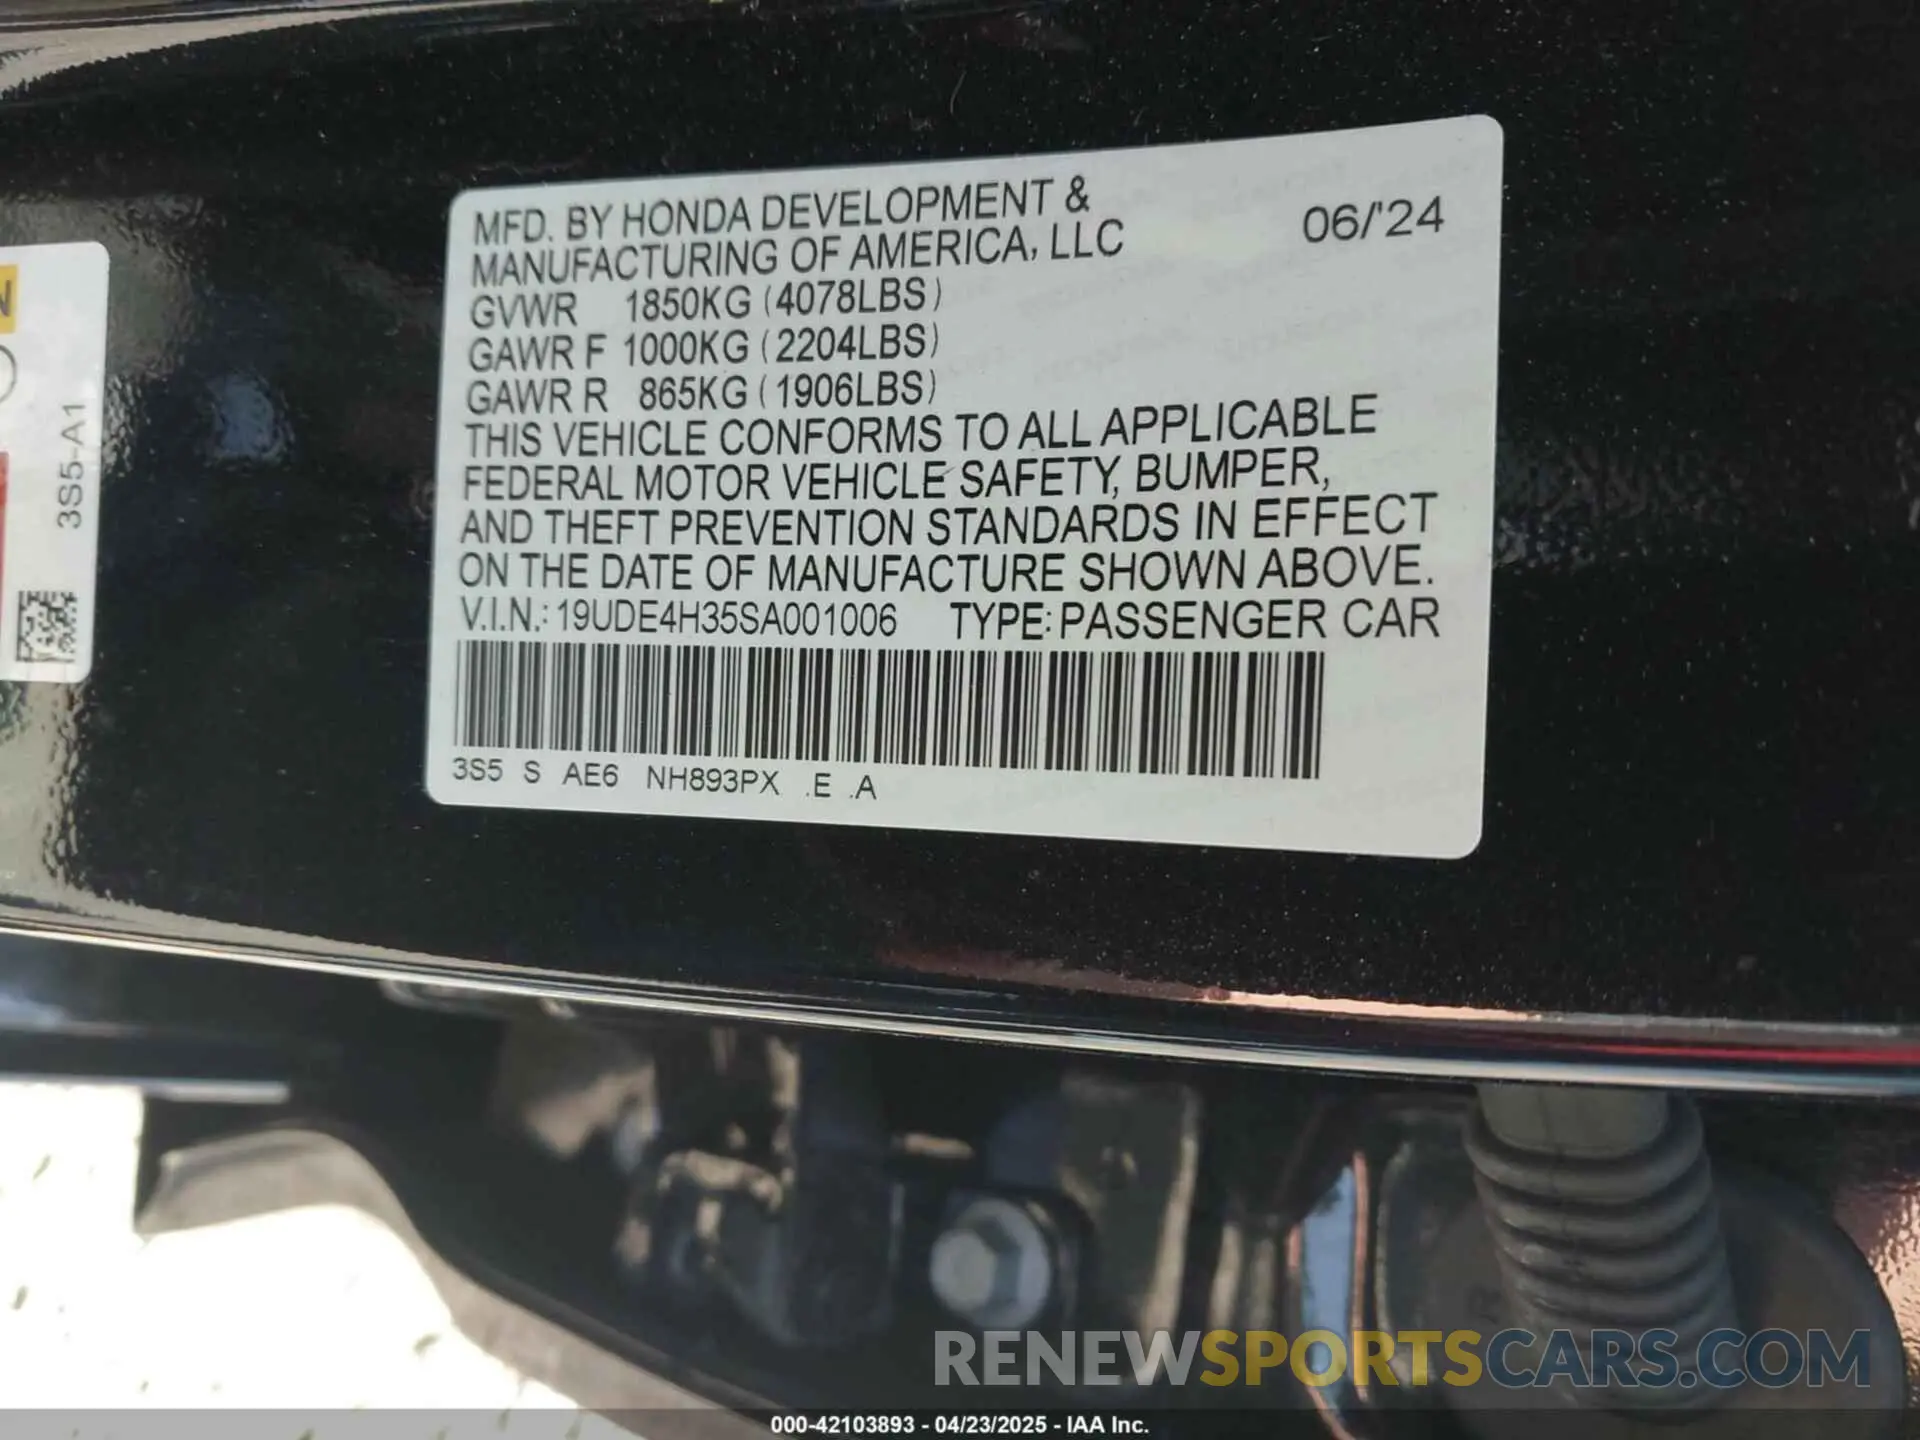 MFD. BY HONDA DEVELOPMENT &
MANUFACTURING OF AMERICA, LLC
06/'24
GVWR 1850KG (4078LBS)
GAWR F 1000KG (2204LBS)
GAWR R 865KG (1906LBS)
THIS VEHICLE CONFORMS TO ALL APPLICABLE
FEDERAL MOTOR VEHICLE SAFETY, BUMPER,
AND THEFT PREVENTION STANDARDS IN EFFECT
ON THE DATE OF MANUFACTURE SHOWN ABOVE.
V.I.N.: 19UDE4H35SA001006 TYPE: PASSENGER CAR
3S5 S AE6 NH893PX .E .A
3S5-A1
RENEWSPORTSCARS.COM
000-42103893 - 04/23/2025 - IAA Inc.